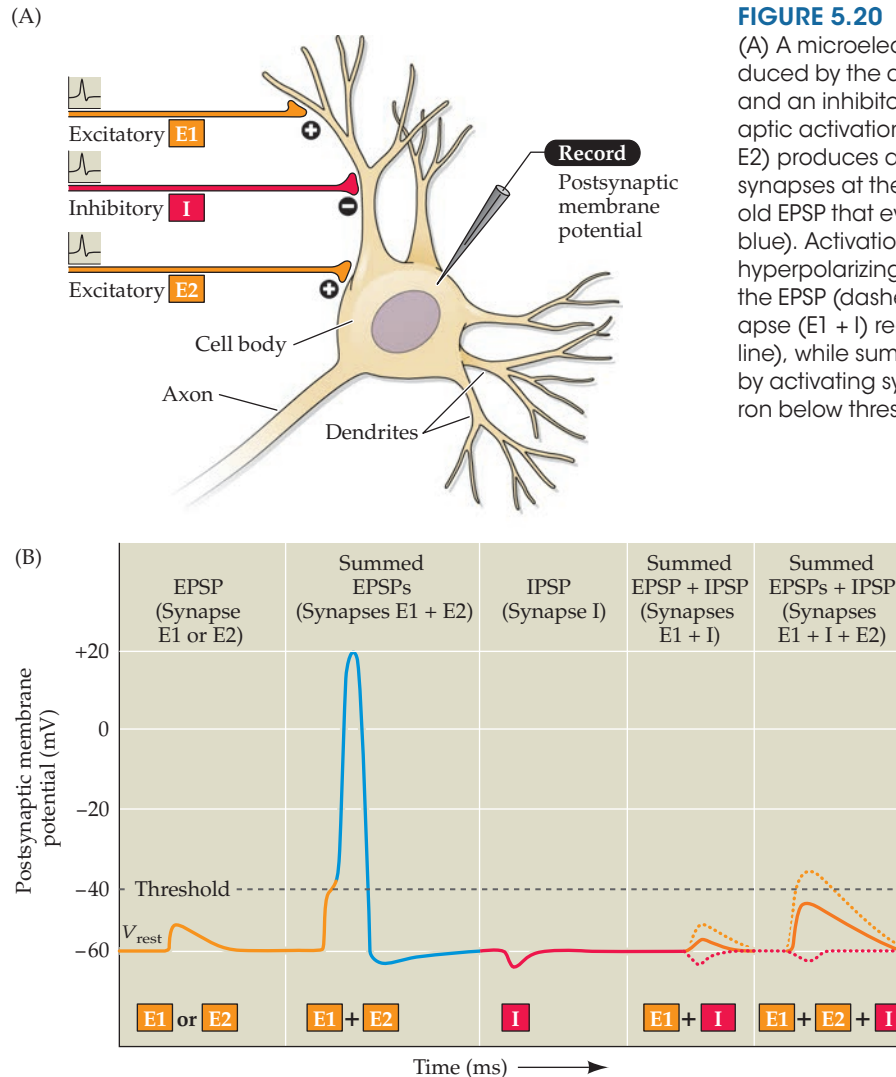 (A)
Excitatory E1
Inhibitory I
Excitatory E2
+
−
+
Record
Postsynaptic
membrane
potential
Cell body
Axon
Dendrites
FIGURE 5.20
(A) A microelec
duced by the a
and an inhibito
aptic activation
E2) produces a
synapses at the
old EPSP that ev
blue). Activatio
hyperpolarizing
the EPSP (dashe
apse (E1 + I) re
line), while sum
by activating sy
ron below thres
(B)
EPSP
(Synapse
E1 or E2)
Summed
EPSPs
(Synapses E1 + E2)
IPSP
(Synapse I)
Summed
EPSP + IPSP
(Synapses
E1 + I)
Summed
EPSPs + IPSP
(Synapses
E1 + I + E2)
Postsynaptic membrane
potential (mV)
+20
0
−20
−40
−60
Threshold
Vrest
E1 or E2
E1 + E2
I
E1 + I
E1 + E2 + I
Time (ms)